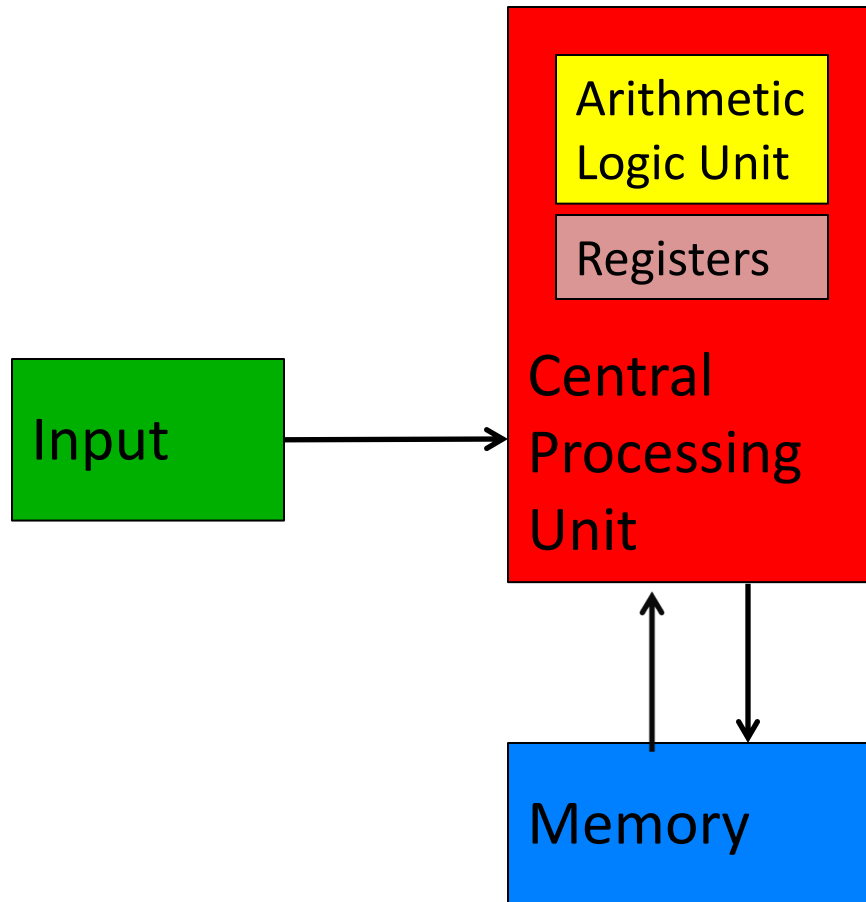 Arithmetic
Logic Unit
Registers
Central
Processing
Unit
Input
Memory